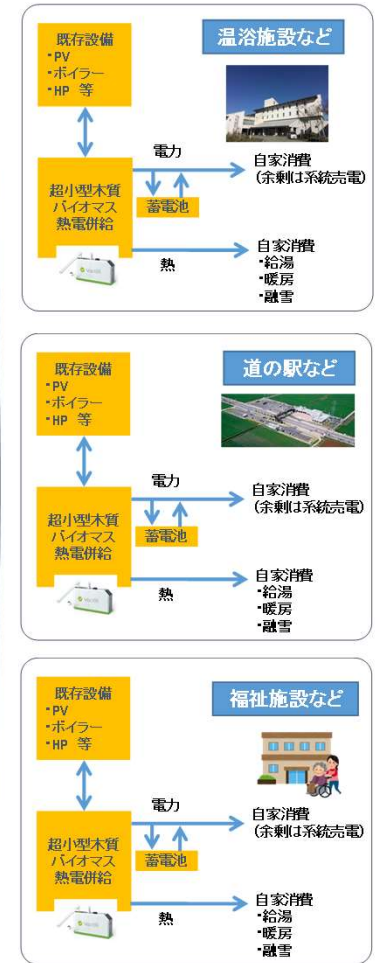 温浴施設など
既存設備
・PV
・ボイラー
・HP 等
電力
自家消費
(余剰は系統売電)
蓄電池
超小型木質
バイオマス
熱電併給
熱
自家消費
・給湯
・暖房
・融雪
道の駅など
既存設備
・PV
・ボイラー
・HP 等
電力
自家消費
(余剰は系統売電)
蓄電池
超小型木質
バイオマス
熱電併給
熱
自家消費
・給湯
・暖房
・融雪
福祉施設など
既存設備
・PV
・ボイラー
・HP 等
電力
自家消費
(余剰は系統売電)
蓄電池
超小型木質
バイオマス
熱電併給
熱
自家消費
・給湯
・暖房
・融雪